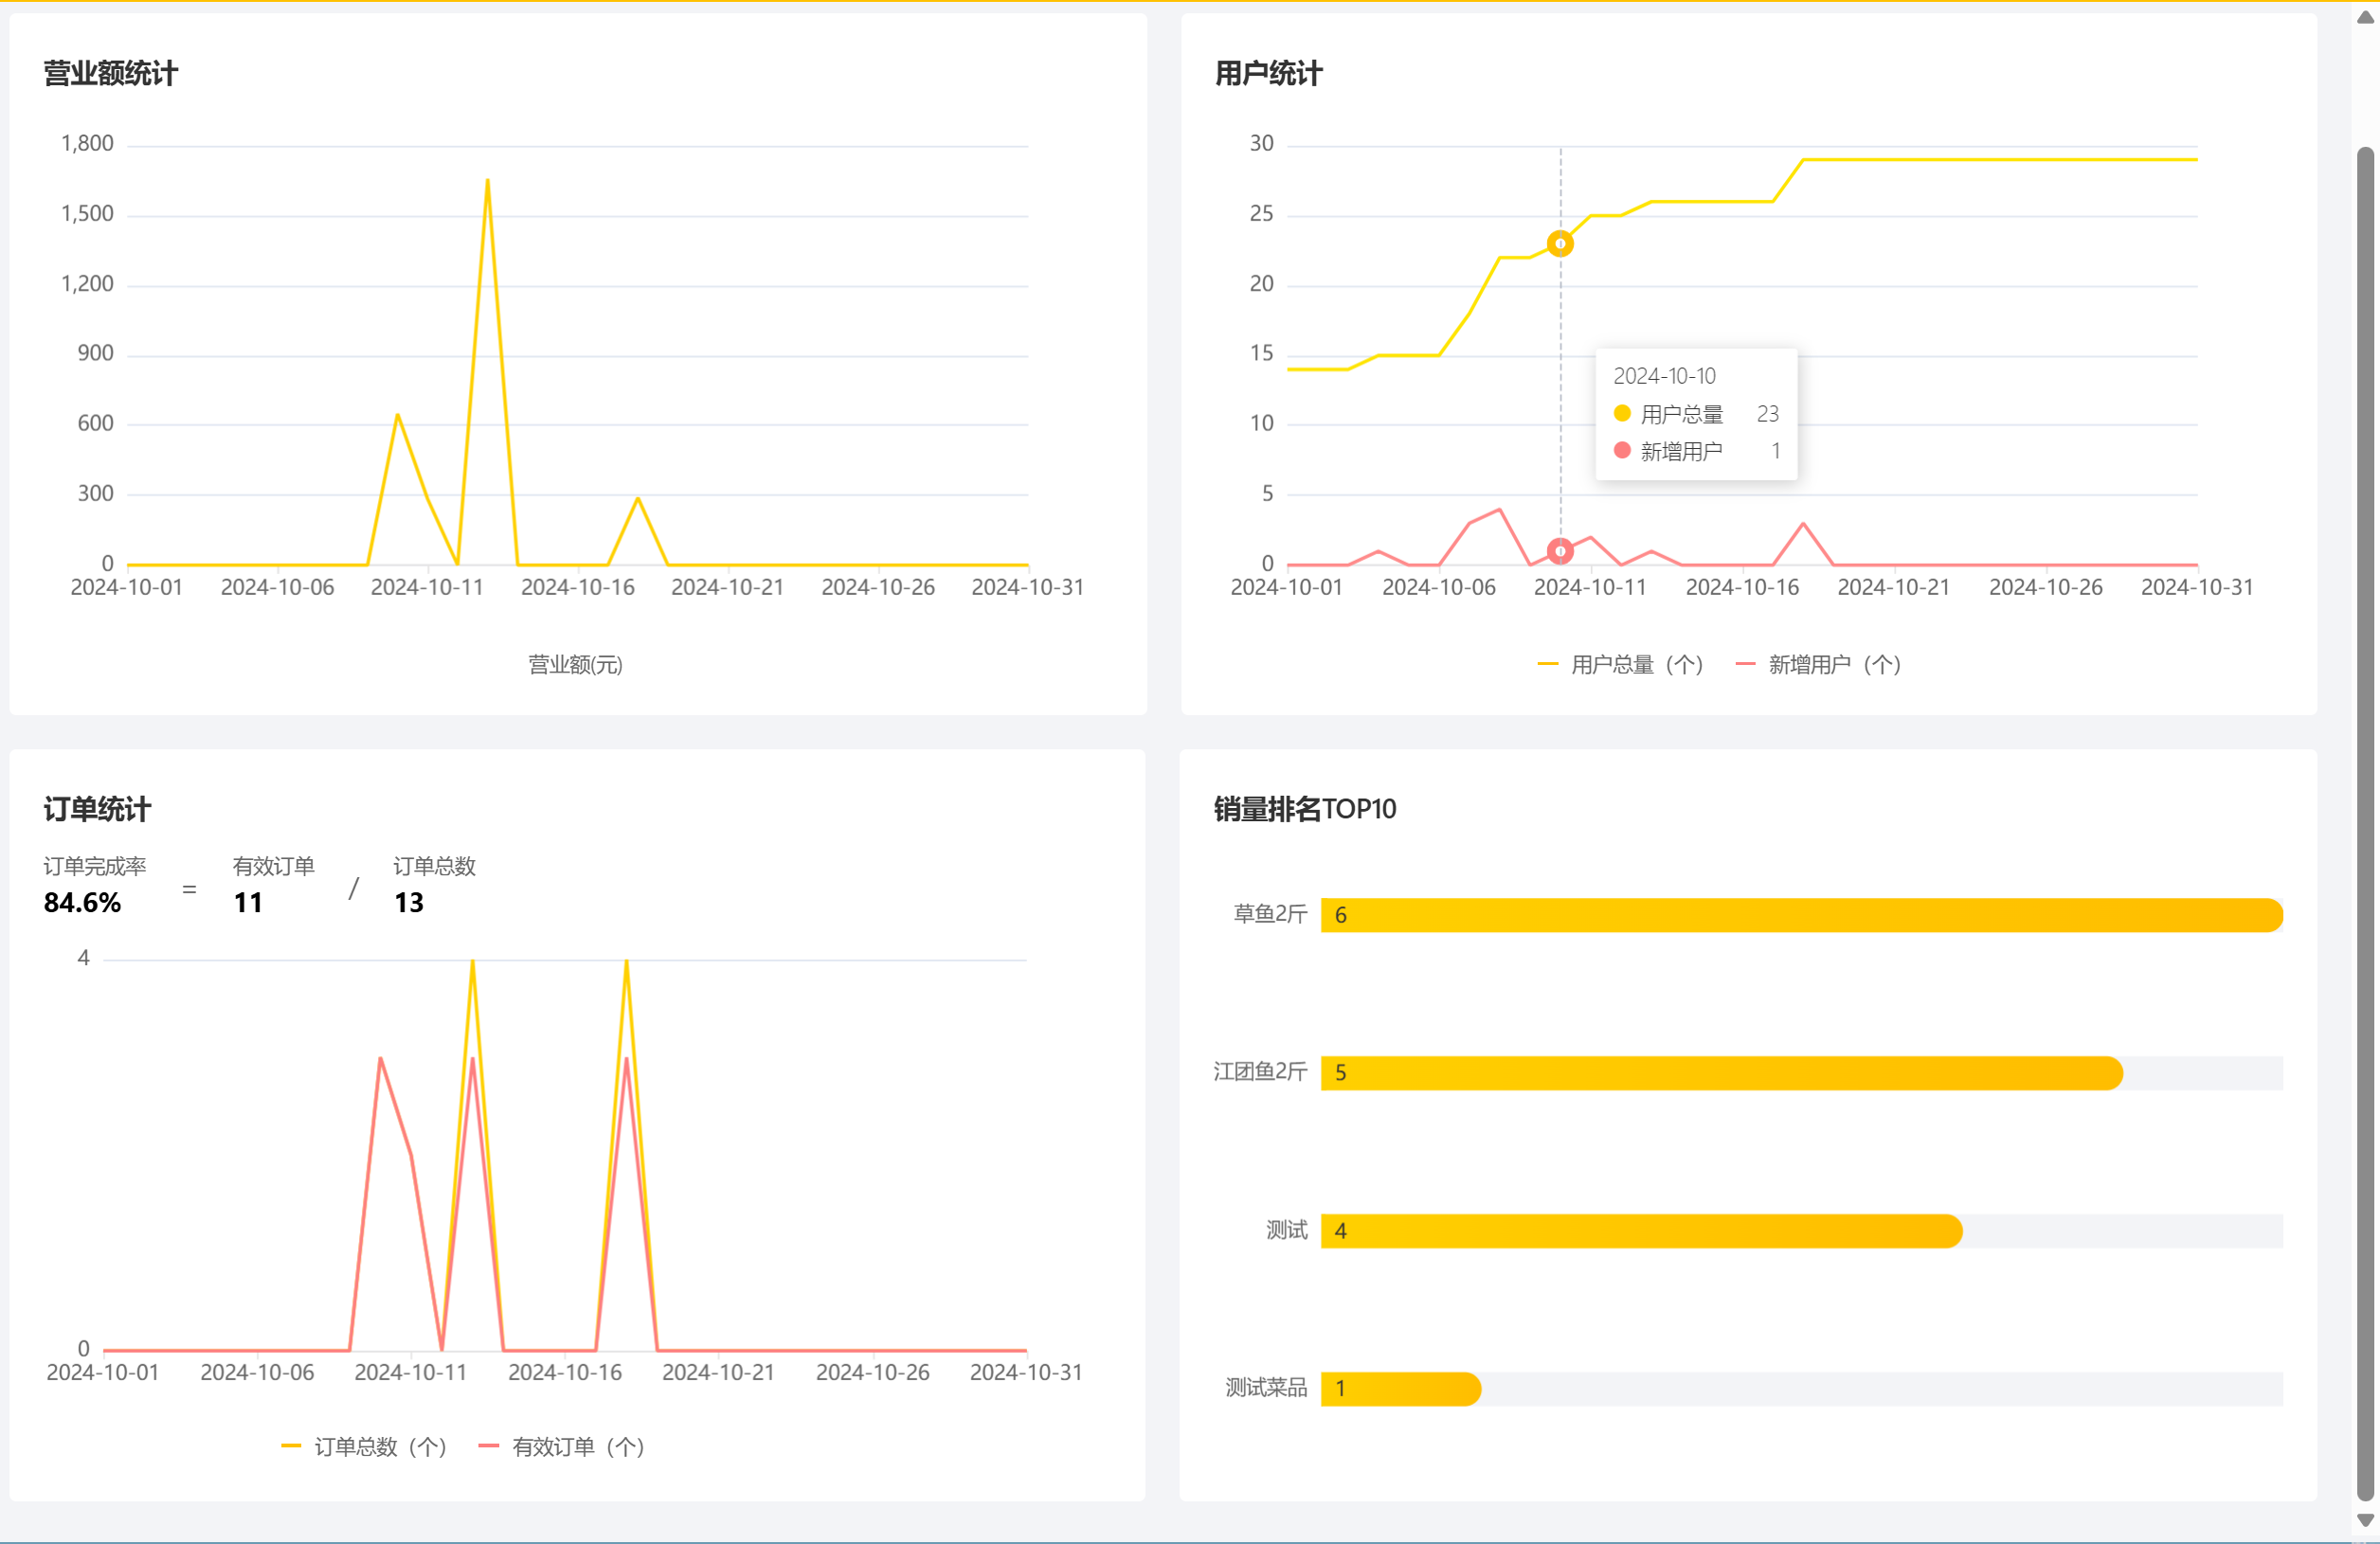 营业额统计
1,800
1,500
1,200
900
600
300
0
2024-10-01 2024-10-06 2024-10-11 2024-10-16 2024-10-21 2024-10-26 2024-10-31
营业额(元)
用户统计
30
25
20
15
10
5
0
2024-10-10
用户总量 23
新增用户 1
2024-10-01 2024-10-06 2024-10-11 2024-10-16 2024-10-21 2024-10-26 2024-10-31
用户总量（个） 新增用户（个）
订单统计
订单完成率 有效订单 订单总数
84.6% = 11 / 13
4
0
2024-10-01 2024-10-06 2024-10-11 2024-10-16 2024-10-21 2024-10-26 2024-10-31
订单总数（个） 有效订单（个）
销量排名TOP10
草鱼2斤 6
江团鱼2斤 5
测试 4
测试菜品 1